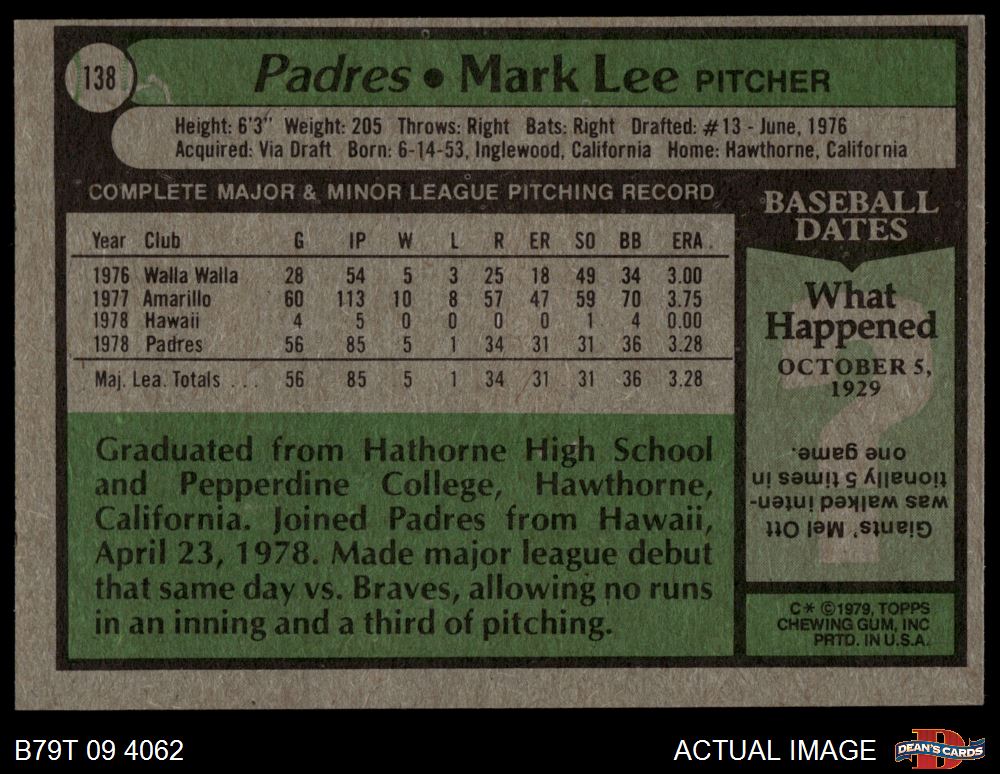 138
Padres • Mark Lee PITCHER
Height: 6'3" Weight: 205 Throws: Right Bats: Right Drafted: #13 - June, 1976
Acquired: Via Draft Born: 6-14-53, Inglewood, California Home: Hawthorne, California
COMPLETE MAJOR & MINOR LEAGUE PITCHING RECORD
Year Club G IP W L R ER SO BB ERA.
1976 Walla Walla 28 54 5 3 25 18 49 34 3.00
1977 Amarillo 60 113 10 8 57 47 59 70 3.75
1978 Hawaii 4 5 0 0 0 0 1 4 0.00
1978 Padres 56 85 5 1 34 31 31 36 3.28
Maj. Lea. Totals ... 56 85 5 1 34 31 31 36 3.28
Graduated from Hathorne High School
and Pepperdine College, Hawthorne,
California. Joined Padres from Hawaii,
April 23, 1978. Made major league debut
that same day vs. Braves, allowing no runs
in an inning and a third of pitching.
BASEBALL
DATES
What
Happened
OCTOBER 5,
1929
Giants' Mel Ott
was walked inten-
tionally 5 times in
one game.
C* ©1979, TOPPS
CHEWING GUM, INC
PRTD. IN U.S.A.
B79T 09 4062
ACTUAL IMAGE
D
DEAN'S CARDS